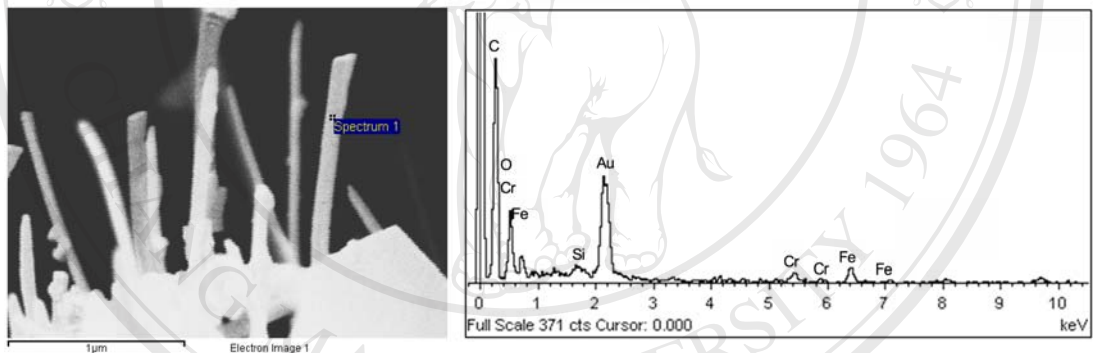 Spectrum 1
1µm
Electron Image 1
C
O
Cr
Fe
Si
Au
Cr
Cr
Fe
Fe
0 1 2 3 4 5 6 7 8 9 10
Full Scale 371 cts Cursor: 0.000
keV
1964